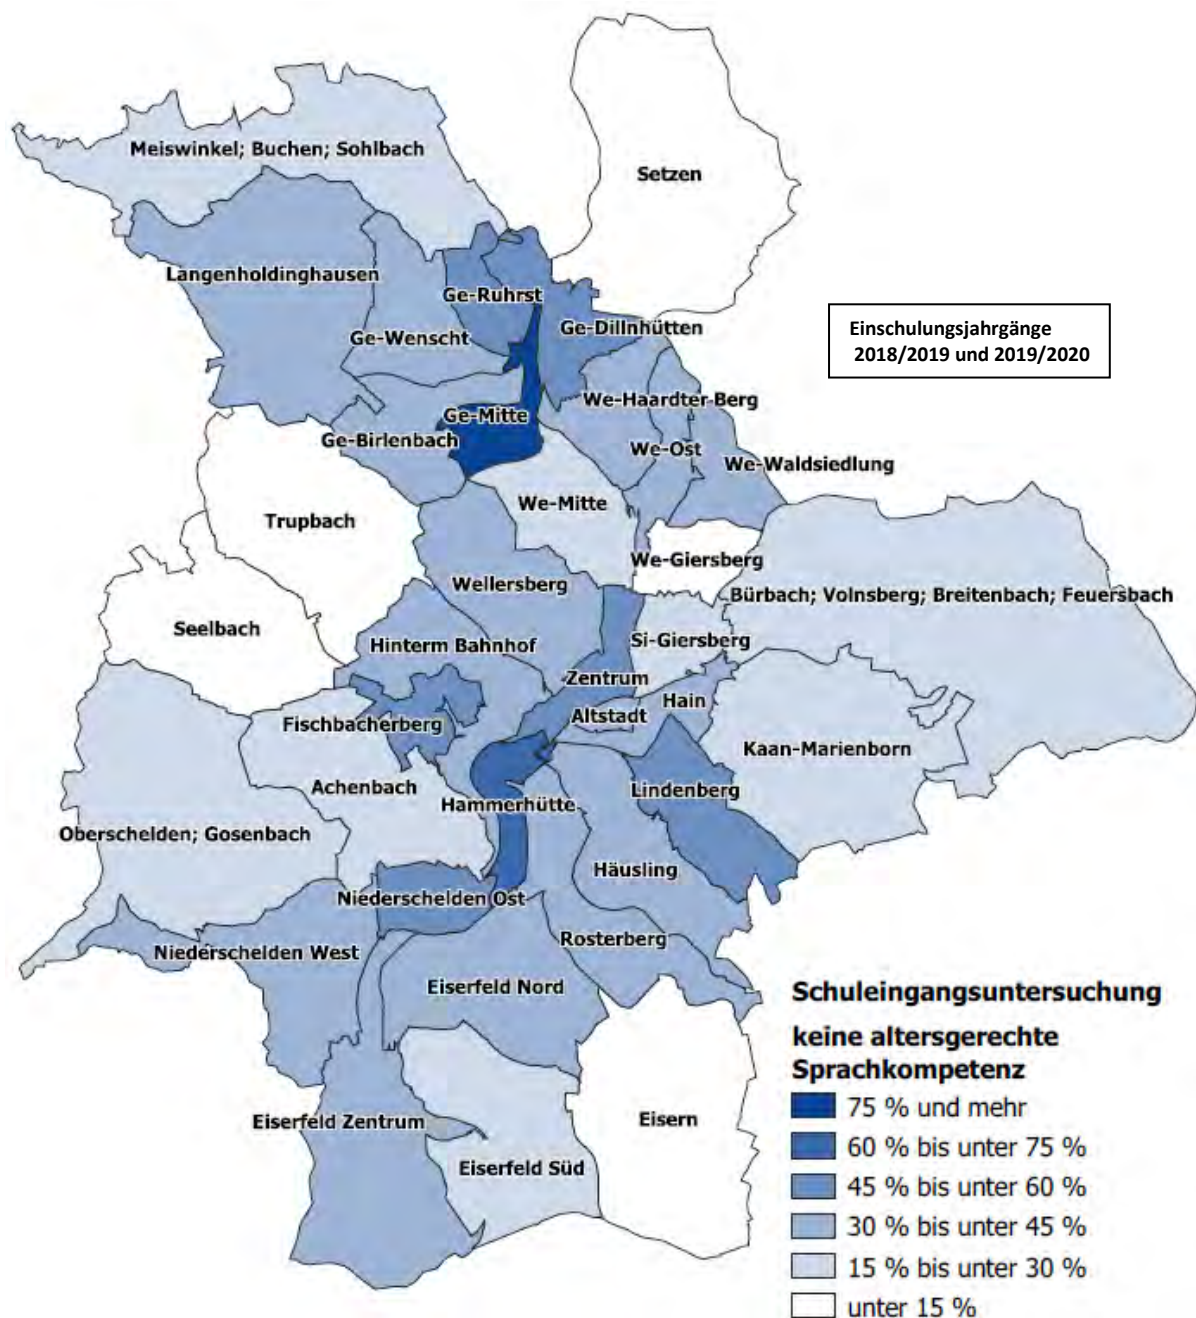 Meiswinkel; Buchen; Sohlbach
Setzen
Langenholdinghausen
Ge-Ruhrst
Ge-Dillnhütten
Ge-Wenscht
Einschulungsjahrgänge
2018/2019 und 2019/2020
We-Haardter-Berg
Ge-Mitte
Ge-Birlenbach
We-Ost
We-Waldsiedlung
We-Mitte
Trupbach
We-Giersberg
Wellersberg
Bürbach; Volnsberg; Breitenbach; Feuersbach
Seelbach
Hinterm Bahnhof
Si-Giersberg
Zentrum
Hain
Altstadt
Fischbacherberg
Kaan-Marienborn
Achenbach
Lindenberg
Hammerhütte
Oberschelden; Gosenbach
Häusling
Niederschelden Ost
Rosterberg
Niederschelden West
Eiserfeld Nord
Schuleingangsuntersuchung
keine altersgerechte
Sprachkompetenz
75 % und mehr
60 % bis unter 75 %
45 % bis unter 60 %
30 % bis unter 45 %
15 % bis unter 30 %
unter 15 %
Eiserfeld Zentrum
Eisern
Eiserfeld Süd